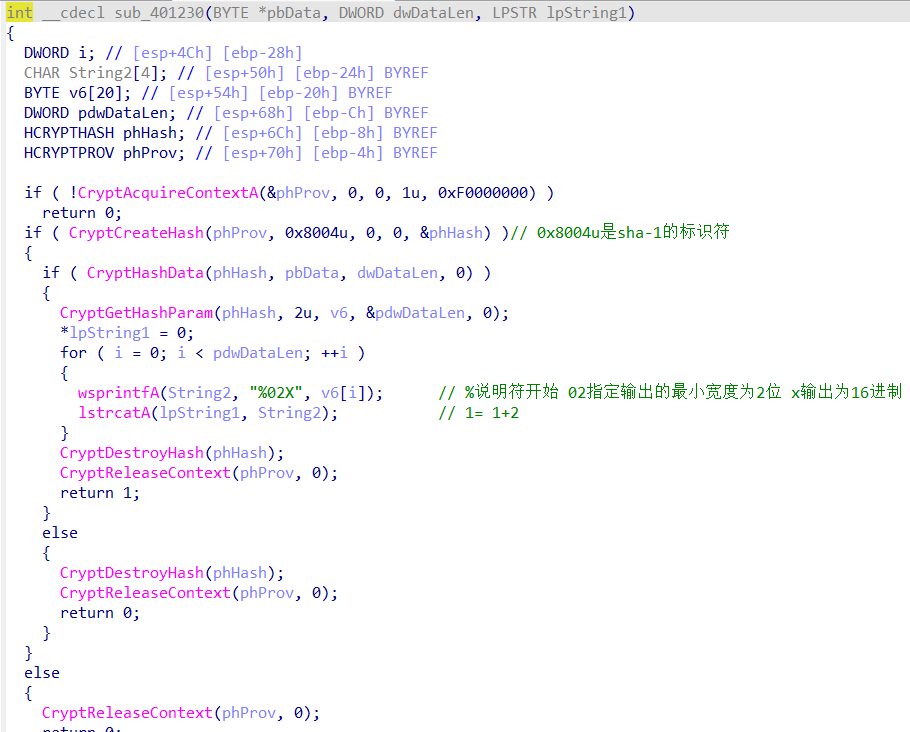 int __cdecl sub_401230(BYTE *pbData, DWORD dwDataLen, LPSTR lpString1)
{
  DWORD i; // [esp+4Ch] [ebp-28h]
  CHAR String2[4]; // [esp+50h] [ebp-24h] BYREF
  BYTE v6[20]; // [esp+54h] [ebp-20h] BYREF
  DWORD pdwDataLen; // [esp+68h] [ebp-Ch] BYREF
  HCRYPTHASH phHash; // [esp+6Ch] [ebp-8h] BYREF
  HCRYPTPROV phProv; // [esp+70h] [ebp-4h] BYREF

  if ( !CryptAcquireContextA(&phProv, 0, 0, 1u, 0xF0000000) )
    return 0;
  if ( CryptCreateHash(phProv, 0x8004u, 0, 0, &phHash) )// 0x8004u是sha-1的标识符
  {
    if ( CryptHashData(phHash, pbData, dwDataLen, 0) )
    {
      CryptGetHashParam(phHash, 2u, v6, &pdwDataLen, 0);
      *lpString1 = 0;
      for ( i = 0; i < pdwDataLen; ++i )
      {
        wsprintfA(String2, "%02X", v6[i]);      // %说明符开始 02指定输出的最小宽度为2位 x输出为16进制
        lstrcatA(lpString1, String2);           // 1= 1+2
      }
      CryptDestroyHash(phHash);
      CryptReleaseContext(phProv, 0);
      return 1;
    }
    else
    {
      CryptDestroyHash(phHash);
      CryptReleaseContext(phProv, 0);
      return 0;
    }
  }
  else
  {
    CryptReleaseContext(phProv, 0);
    return 0;